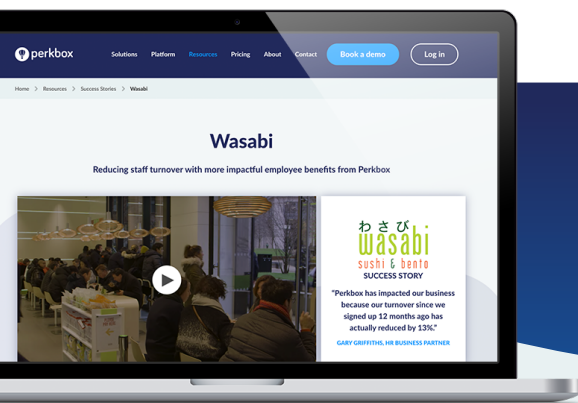 perkbox
Solutions Platform Resources Pricing About Contact Book a demo Log in
Home > Resources > Success Stories > Wasabi
Wasabi
Reducing staff turnover with more impactful employee benefits from Perkbox
わさび
wasabi
sushi & bento
SUCCESS STORY
"Perkbox has impacted our business
because our turnover since we
signed up 12 months ago has
actually reduced by 13%."
GARY GRIFFITHS, HR BUSINESS PARTNER